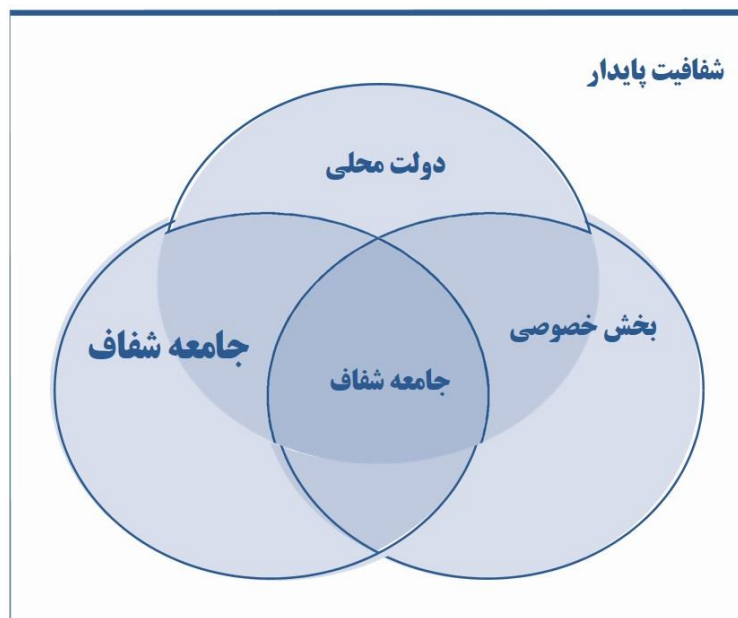 شفافیت پایدار
دولت محلی
بخش خصوصی
جامعه شفاف
جامعه شفاف